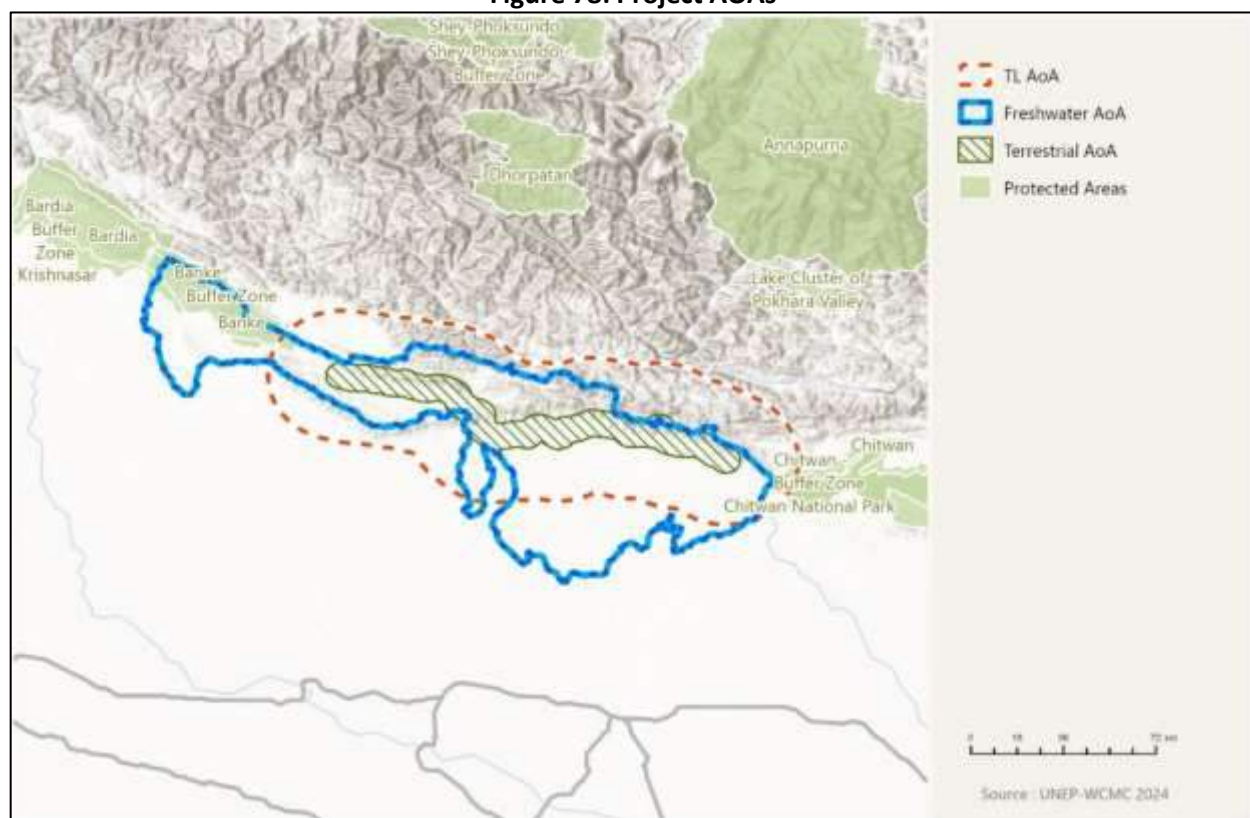 Figure 78. Project AOAs
Shey-Phoksundo
Shey-Phoksundo
Buffer Zone
Dhorpatan
Annapurna
Lake Cluster of
Pokhara Valley
Bardia
Buffer
Zone
Bardia
Krishnasar
Banke
Buffer Zone
Banke
Chitwan
Chitwan
Buffer Zone
Chitwan National Park
TL AoA
Freshwater AoA
Terrestrial AoA
Protected Areas
0
Source : UNEP-WCMC 2024